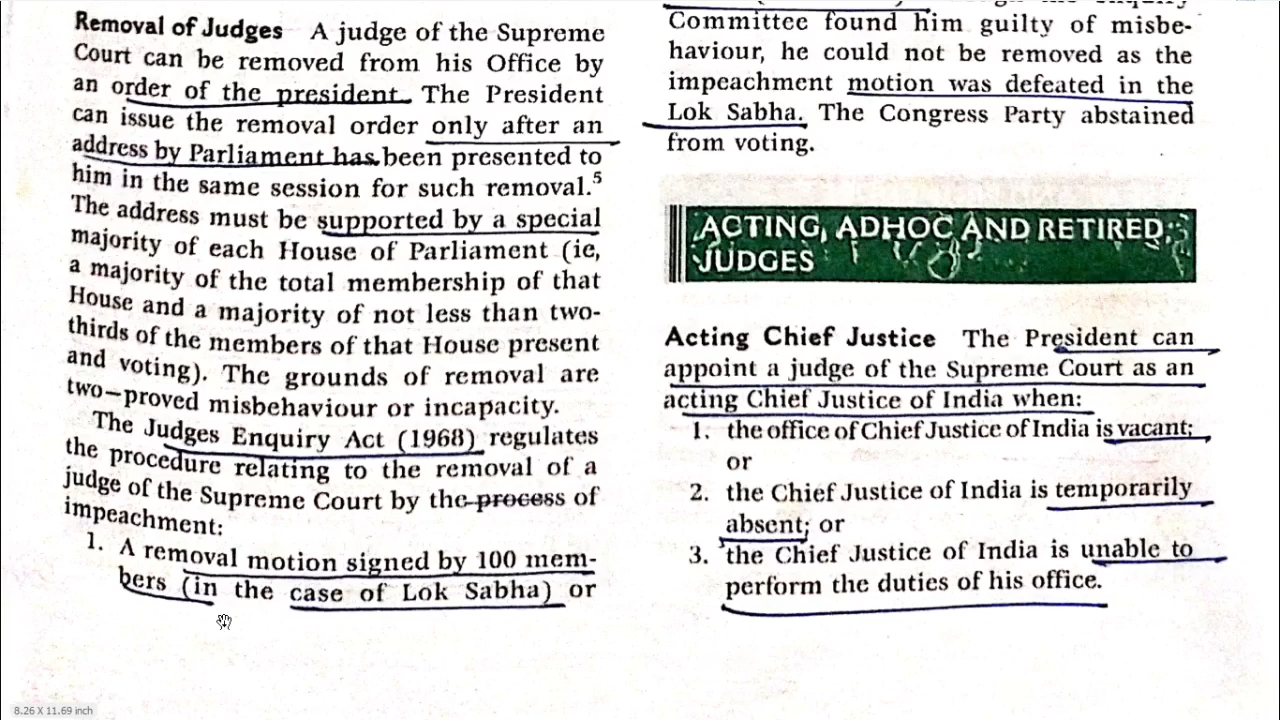 Removal of Judges A judge of the Supreme
Court can be removed from his Office by
an order of the president. The President
can issue the removal order only after an
address by Parliament has been presented to
him in the same session for such removal.5
The address must be supported by a special
majority of each House of Parliament (ie,
a majority of the total membership of that
House and a majority of not less than two-
thirds of the members of that House present
and voting). The grounds of removal are
two—proved misbehaviour or incapacity.
The Judges Enquiry Act (1968) regulates
the procedure relating to the removal of a
judge of the Supreme Court by the process of
impeachment:
1. A removal motion signed by 100 mem-
bers (in the case of Lok Sabha) or
Committee found him guilty of misbe-
haviour, he could not be removed as the
impeachment motion was defeated in the
Lok Sabha. The Congress Party abstained
from voting.
ACTING, ADHOC AND RETIRED
JUDGES
Acting Chief Justice The President can
appoint a judge of the Supreme Court as an
acting Chief Justice of India when:
1. the office of Chief Justice of India is vacant;
or
2. the Chief Justice of India is temporarily
absent; or
3. the Chief Justice of India is unable to
perform the duties of his office.
8.26 X 11.69 inch